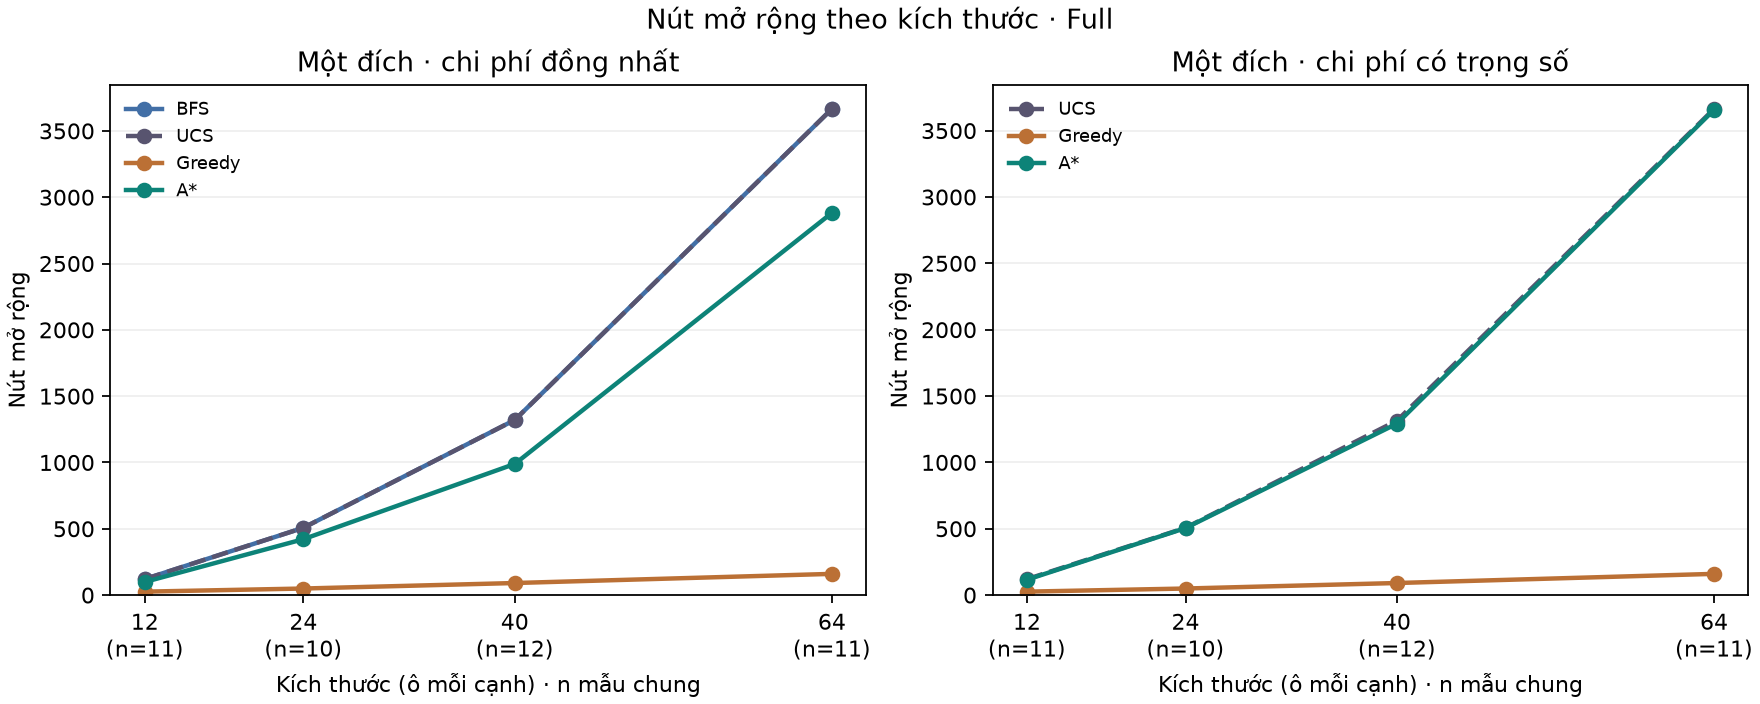 Nút mở rộng theo kích thước · Full
Một đích · chi phí đồng nhất
BFS
UCS
Greedy
A*
Nút mở rộng
3500
3000
2500
2000
1500
1000
500
0
12
(n=11)
24
(n=10)
40
(n=12)
64
(n=11)
Kích thước (ô mỗi cạnh) · n mẫu chung
Một đích · chi phí có trọng số
UCS
Greedy
A*
Nút mở rộng
3500
3000
2500
2000
1500
1000
500
0
12
(n=11)
24
(n=10)
40
(n=12)
64
(n=11)
Kích thước (ô mỗi cạnh) · n mẫu chung